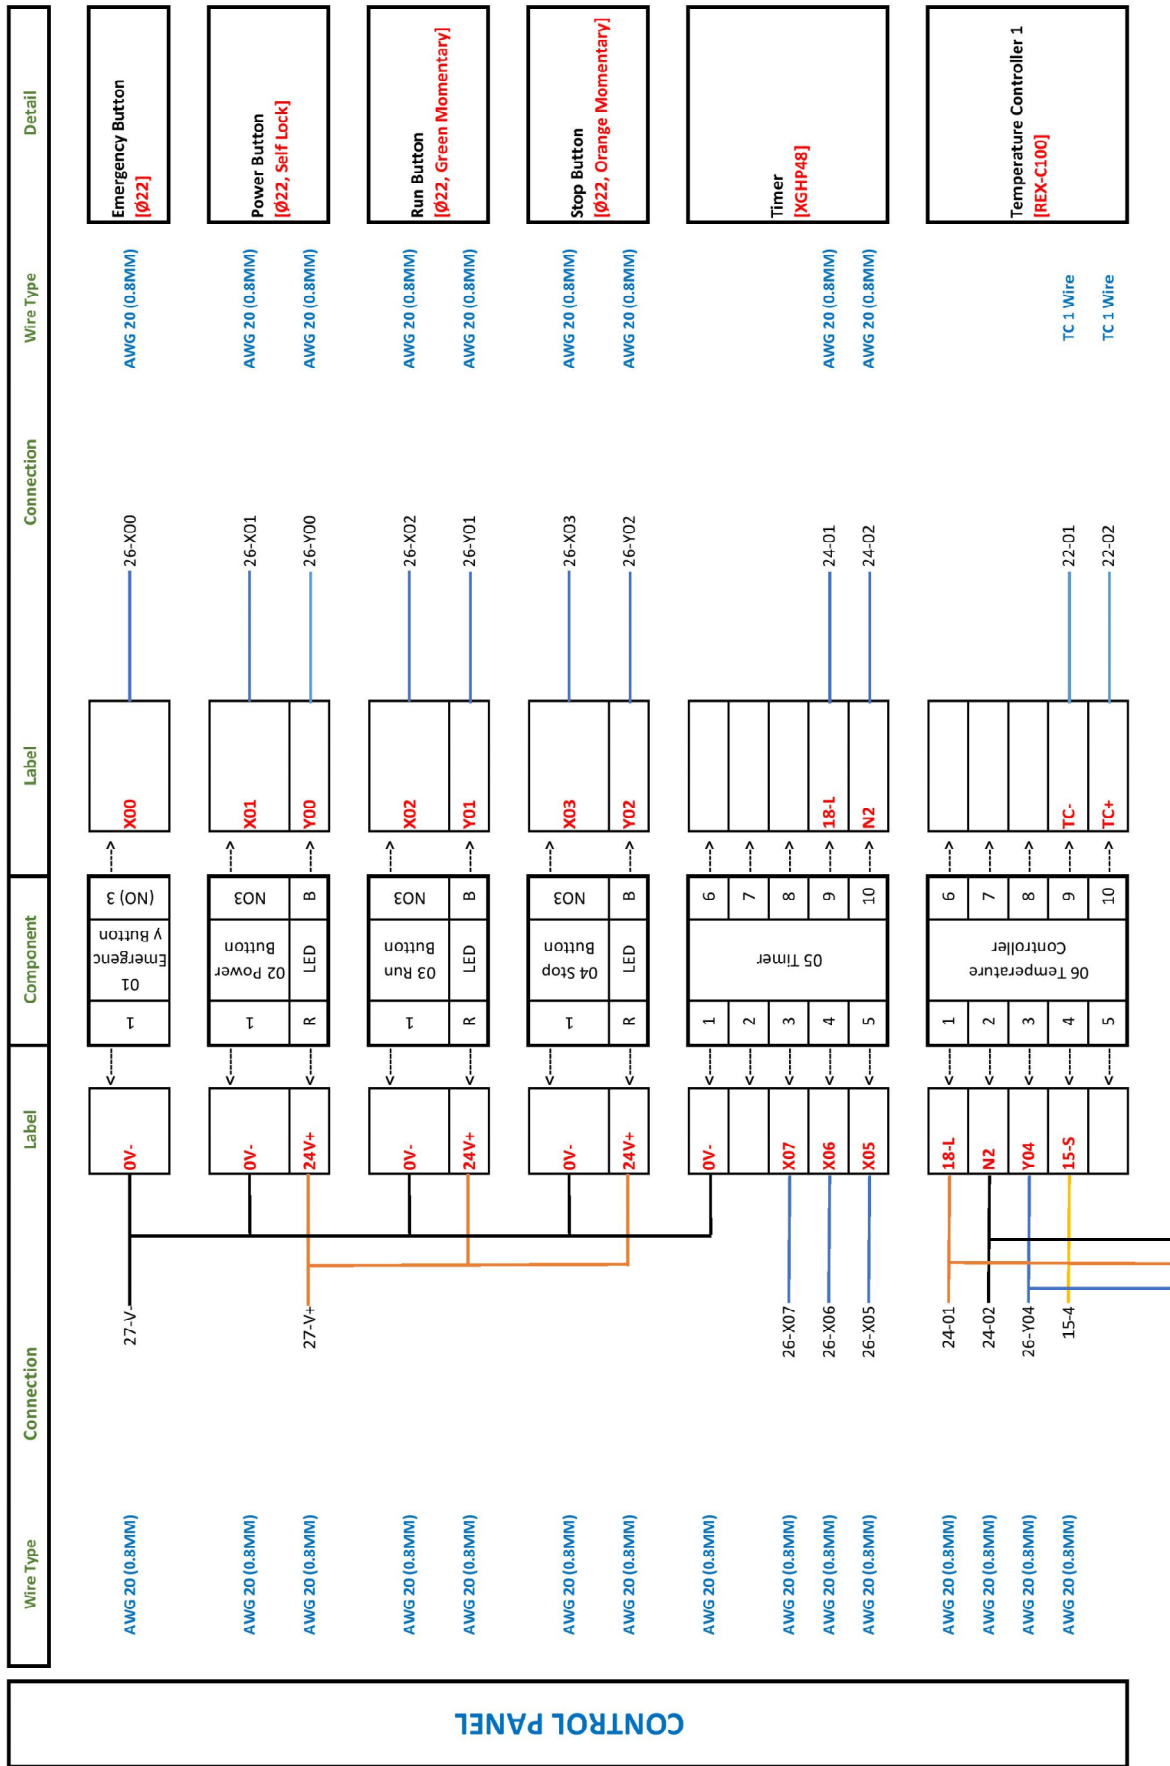 CONTROL PANEL
Wire Type
Connection
Label
Component
Label
Connection
Wire Type
Detail
AWG 20 (0.8MM)
27-V-
0V-
1
01
Emergenc
y Button
(NO) 3
X00
26-X00
AWG 20 (0.8MM)
Emergency Button
[Ø22]
AWG 20 (0.8MM)
0V-
1
02 Power
Button
NO3
X01
26-X01
AWG 20 (0.8MM)
Power Button
[Ø22, Self Lock]
AWG 20 (0.8MM)
27-V+
24V+
R
LED
B
Y00
26-Y00
AWG 20 (0.8MM)
AWG 20 (0.8MM)
0V-
1
03 Run
Button
NO3
X02
26-X02
AWG 20 (0.8MM)
Run Button
[Ø22, Green Momentary]
AWG 20 (0.8MM)
24V+
R
LED
B
Y01
26-Y01
AWG 20 (0.8MM)
AWG 20 (0.8MM)
0V-
1
04 Stop
Button
NO3
X03
26-X03
AWG 20 (0.8MM)
Stop Button
[Ø22, Orange Momentary]
AWG 20 (0.8MM)
24V+
R
LED
B
Y02
26-Y02
AWG 20 (0.8MM)
AWG 20 (0.8MM)
0V-
1
05 Timer
6
2
7
AWG 20 (0.8MM)
26-X07
X07
3
8
Timer
[XGHP48]
AWG 20 (0.8MM)
26-X06
X06
4
9
18-L
24-01
AWG 20 (0.8MM)
AWG 20 (0.8MM)
26-X05
X05
5
10
N2
24-02
AWG 20 (0.8MM)
AWG 20 (0.8MM)
24-01
18-L
1
06 Temperature
Controller
6
AWG 20 (0.8MM)
24-02
N2
2
7
AWG 20 (0.8MM)
26-Y04
Y04
3
8
Temperature Controller 1
[REX-C100]
AWG 20 (0.8MM)
15-4
15-S
4
9
TC-
22-01
TC 1 Wire
5
10
TC+
22-02
TC 1 Wire